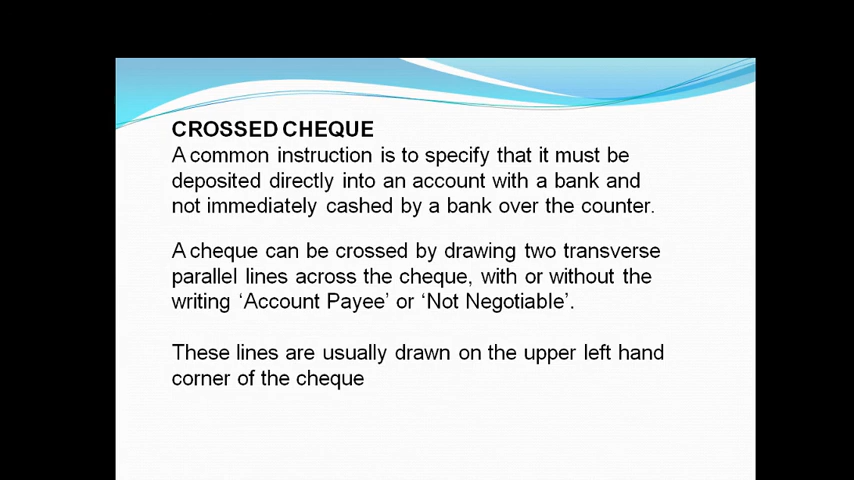 CROSSED CHEQUE
A common instruction is to specify that it must be
deposited directly into an account with a bank and
not immediately cashed by a bank over the counter.
A cheque can be crossed by drawing two transverse
parallel lines across the cheque, with or without the
writing ‘Account Payee’ or ‘Not Negotiable’.
These lines are usually drawn on the upper left hand
corner of the cheque